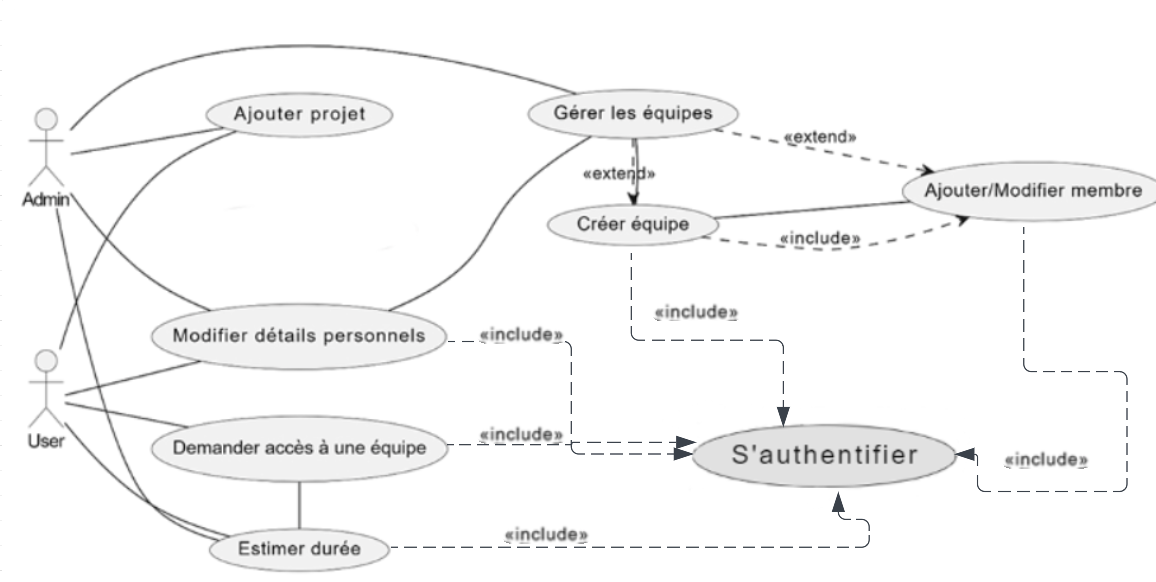 Ajouter projet
Gérer les équipes
«extend»
Admin
«extend»
Ajouter/Modifier membre
Créer équipe
«include»
«include»
Modifier détails personnels
«include»
User
Demander accès à une équipe
«include»
S'authentifier
«include»
Estimer durée
«include»